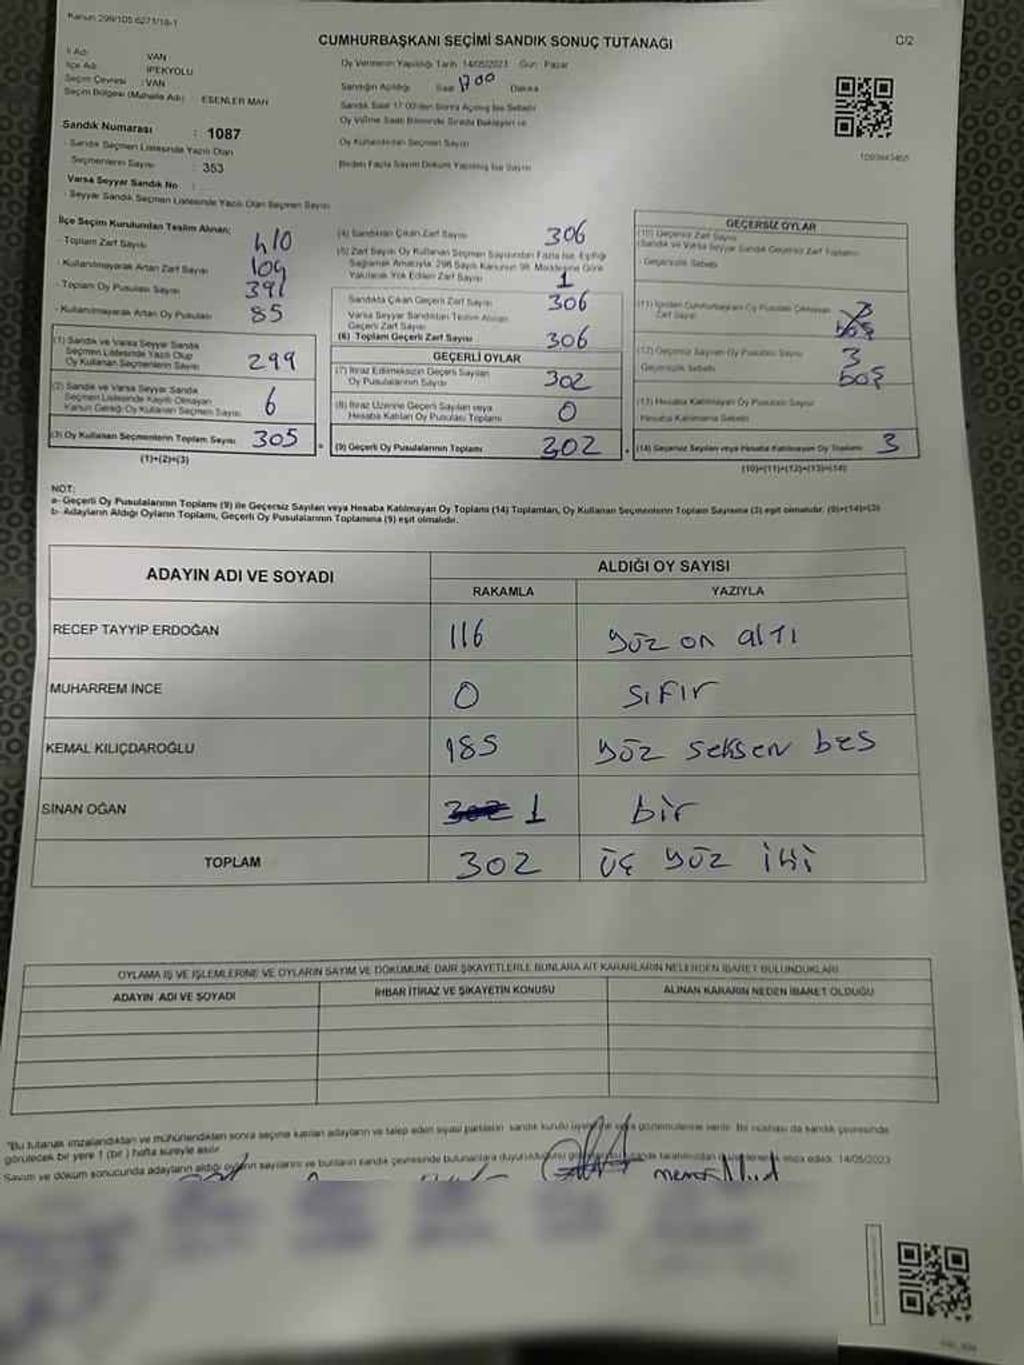 Kanun 298/105 6271/18-1
CUMHURBAŞKANI SEÇİMİ SANDIK SONUÇ TUTANAĞI
C/2
İl Adı: VAN
İlçe Adı: İPEKYOLU
Seçim Çevresi : VAN
Seçim Bölgesi (Mahalle Adı) : ESENLER MAH
Sandık Numarası : 1087
- Sandık Seçmen Listesinde Yazılı Olan
Seçmenlerin Sayısı : 353
Varsa Seyyar Sandık No :
- Seyyar Sandık Seçmen Listesinde Yazılı Olan Seçmen Sayısı
Oy Vermenin Yapıldığı Tarih 14/05/2023 Gün : Pazar
Sandığın Açıldığı Saat 1700 Dakika
Sandık Saat 17:00'den Sonra Açılmış İse Sebebi
Oy Verme Saati Bitiminde Sırada Bekleyen ve
Oy Kullandırılan Seçmen Sayısı
Birden Fazla Sayım Döküm Yapılmış İse Sayısı
İlçe Seçim Kurulundan Teslim Alınan;
- Toplam Zarf Sayısı 410
- Kullanılmayarak Artan Zarf Sayısı 104
- Toplam Oy Pusulası Sayısı 391
- Kullanılmayarak Artan Oy Pusulası 85
(1) Sandık ve Varsa Seyyar Sandık
Seçmen Listesinde Yazılı Olup
Oy Kullanan Seçmenlerin Sayısı 299
(2) Sandık ve Varsa Seyyar Sandık
Seçmen Listesinde Kayıtlı Olmayan
Kanun Gereği Oy Kullanan Seçmen Sayısı 6
(3) Oy Kullanan Seçmenlerin Toplam Sayısı 305
(1)+(2)=(3)
(4) Sandıktan Çıkan Zarf Sayısı 306
(5) Zarf Sayısı Oy Kullanan Seçmen Sayısından Fazla İse, Eşitliği
Sağlamak Amacıyla, 298 Sayılı Kanunun 98. Maddesine Göre
Yakılarak Yok Edilen Zarf Sayısı 1
Sandıkta Çıkan Geçerli Zarf Sayısı 306
Varsa Seyyar Sandıktan Teslim Alınan
Geçerli Zarf Sayısı
(6) Toplam Geçerli Zarf Sayısı 306
GEÇERLİ OYLAR
(7) İtiraz Edilmeksizin Geçerli Sayılan
Oy Pusulalarının Sayısı 302
(8) İtiraz Üzerine Geçerli Sayılan veya
Hesaba Katılan Oy Pusulası Toplamı 0
(9) Geçerli Oy Pusulalarının Toplamı 302
GEÇERSİZ OYLAR
(10) Geçersiz Zarf Sayısı
(Sandık ve Varsa Seyyar Sandık Geçersiz Zarf Toplamı)
- Geçersizlik Sebebi
(11) İçinden Cumhurbaşkanı Oy Pusulası Çıkmayan
Zarf Sayısı
(12) Geçersiz Sayılan Oy Pusulası Sayısı 3
Geçersizlik Sebebi boş
(13) Hesaba Katılmayan Oy Pusulası Sayısı
Hesaba Katılmama Sebebi
(14) Geçersiz Sayılan veya Hesaba Katılmayan Oy Toplamı 3
(10)+(11)+(12)+(13)=(14)
NOT:
a- Geçerli Oy Pusulalarının Toplamı (9) ile Geçersiz Sayılan veya Hesaba Katılmayan Oy Toplamı (14) Toplamları, Oy Kullanan Seçmenlerin Toplam Sayısına (3) eşit olmalıdır. (9)+(14)=(3)
b- Adayların Aldığı Oyların Toplamı, Geçerli Oy Pusulalarının Toplamına (9) eşit olmalıdır.
ADAYIN ADI VE SOYADI
ALDIĞI OY SAYISI
RAKAMLA YAZIYLA
RECEP TAYYIP ERDOĞAN 116 yüz on altı
MUHARREM İNCE 0 sıfır
KEMAL KILIÇDAROĞLU 185 yüz seksen beş
SİNAN OĞAN 302 1 bir
TOPLAM 302 üç yüz iki
OYLAMA İŞ VE İŞLEMLERİNE VE OYLARIN SAYIM VE DÖKÜMÜNE DAİR ŞİKAYETLERLE BUNLARA AİT KARARLARIN NELERDEN İBARET BULUNDUKLARI
ADAYIN ADI VE SOYADI İHBAR İTİRAZ VE ŞİKAYETİN KONUSU ALINAN KARARIN NEDEN İBARET OLDUĞU
"Bu tutanak imzalandıktan ve mühürlendikten sonra seçime katılan adayların ve talep eden siyasi partilerin sandık kurulu verilir. Bir nüshası da sandık çevresinde
görülecek bir yere 1 (bir) hafta süreyle asılır.
Sayım ve döküm sonucunda adayların aldığı oyların sayılarını ve bunların sandık çevresinde 14/05/2023